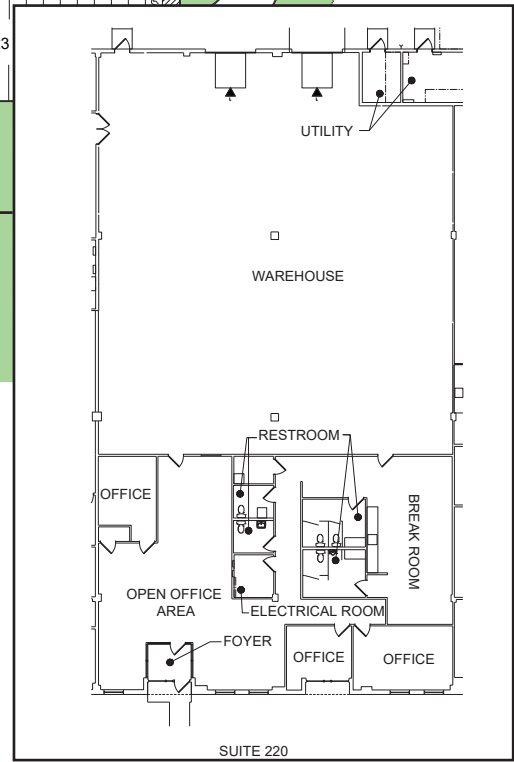 3
UTILITY
WAREHOUSE
RESTROOM
OFFICE
BREAK ROOM
OPEN OFFICE
AREA
ELECTRICAL ROOM
FOYER
OFFICE
OFFICE
SUITE 220